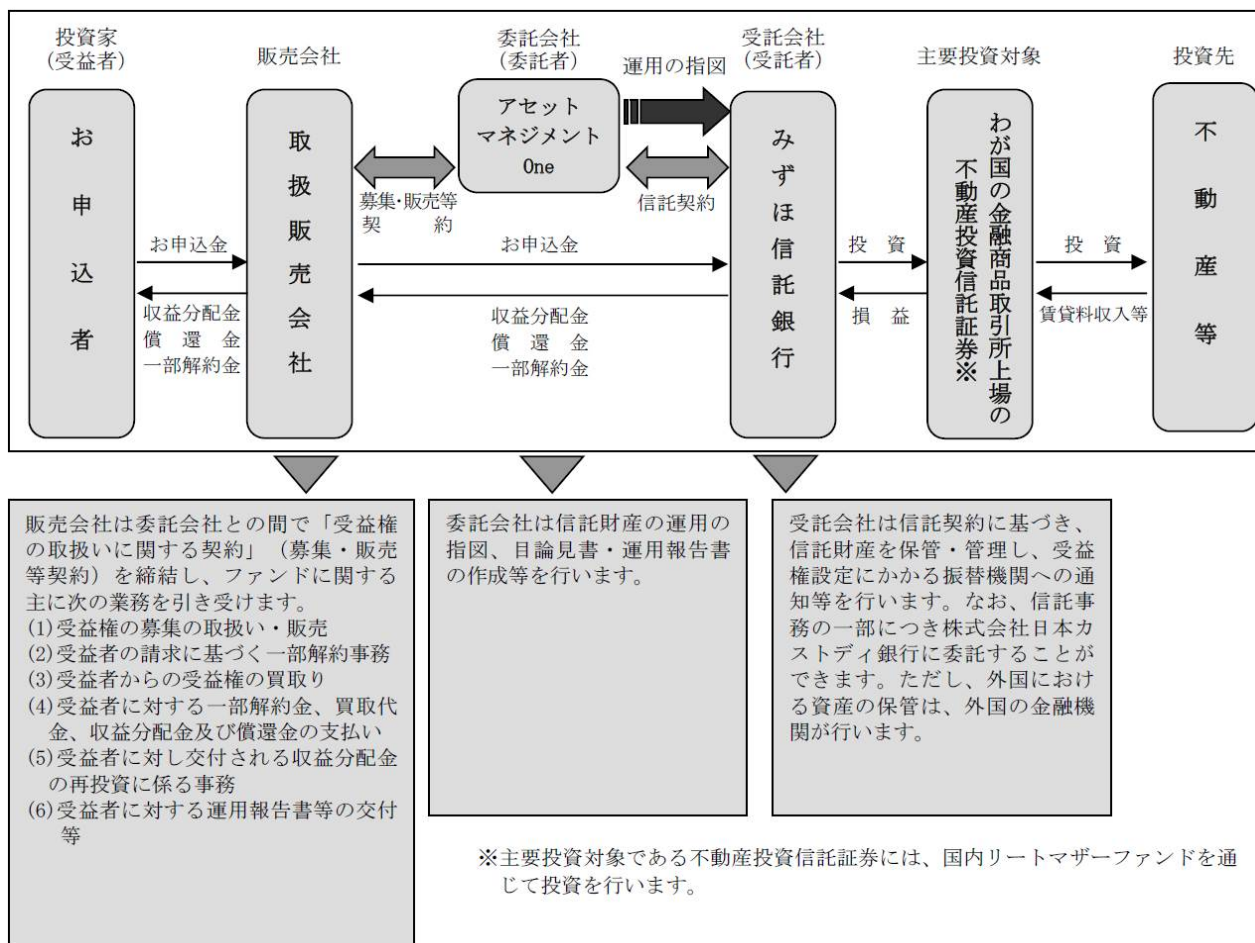 投資家
(受益者)
販売会社
委託会社
(委託者)
運用の指図
受託会社
(受託者)
主要投資対象
投資先
お申込者
取扱販売会社
アセット
マネジメント
One
みずほ信託銀行
わが国の金融商品取引所上場の
不動産投資信託証券※
不動産等
募集・販売等
契　　　約
信託契約
お申込金
収益分配金
償　還　金
一部解約金
お申込金
収益分配金
償　還　金
一部解約金
投　資
損　益
投　資
賃貸料収入等
販売会社は委託会社との間で「受益権
の取扱いに関する契約」（募集・販売
等契約）を締結し、ファンドに関する
主に次の業務を引き受けます。
(1)受益権の募集の取扱い・販売
(2)受益者の請求に基づく一部解約事務
(3)受益者からの受益権の買取り
(4)受益者に対する一部解約金、買取代
金、収益分配金及び償還金の支払い
(5)受益者に対し交付される収益分配金
の再投資に係る事務
(6)受益者に対する運用報告書等の交付
等
委託会社は信託財産の運用の
指図、目論見書・運用報告書
の作成等を行います。
受託会社は信託契約に基づき、
信託財産を保管・管理し、受益
権設定にかかる振替機関への通
知等を行います。なお、信託事
務の一部につき株式会社日本カ
ストディ銀行に委託することが
できます。ただし、外国におけ
る資産の保管は、外国の金融機
関が行います。
※主要投資対象である不動産投資信託証券には、国内リートマザーファンドを通
じて投資を行います。